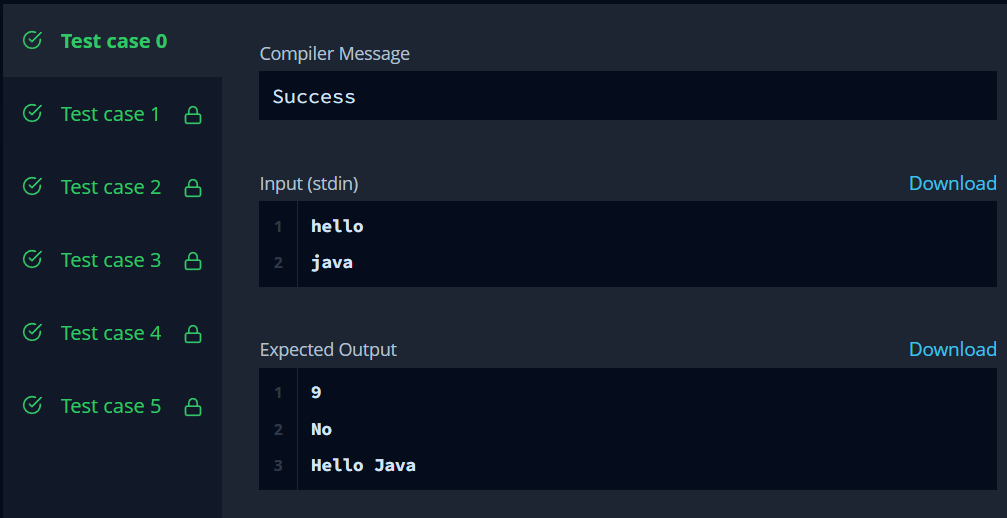 Test case 0
Test case 1
Test case 2
Test case 3
Test case 4
Test case 5
Compiler Message
Success
Input (stdin)
Download
1 hello
2 java
Expected Output
Download
1 9
2 No
3 Hello Java